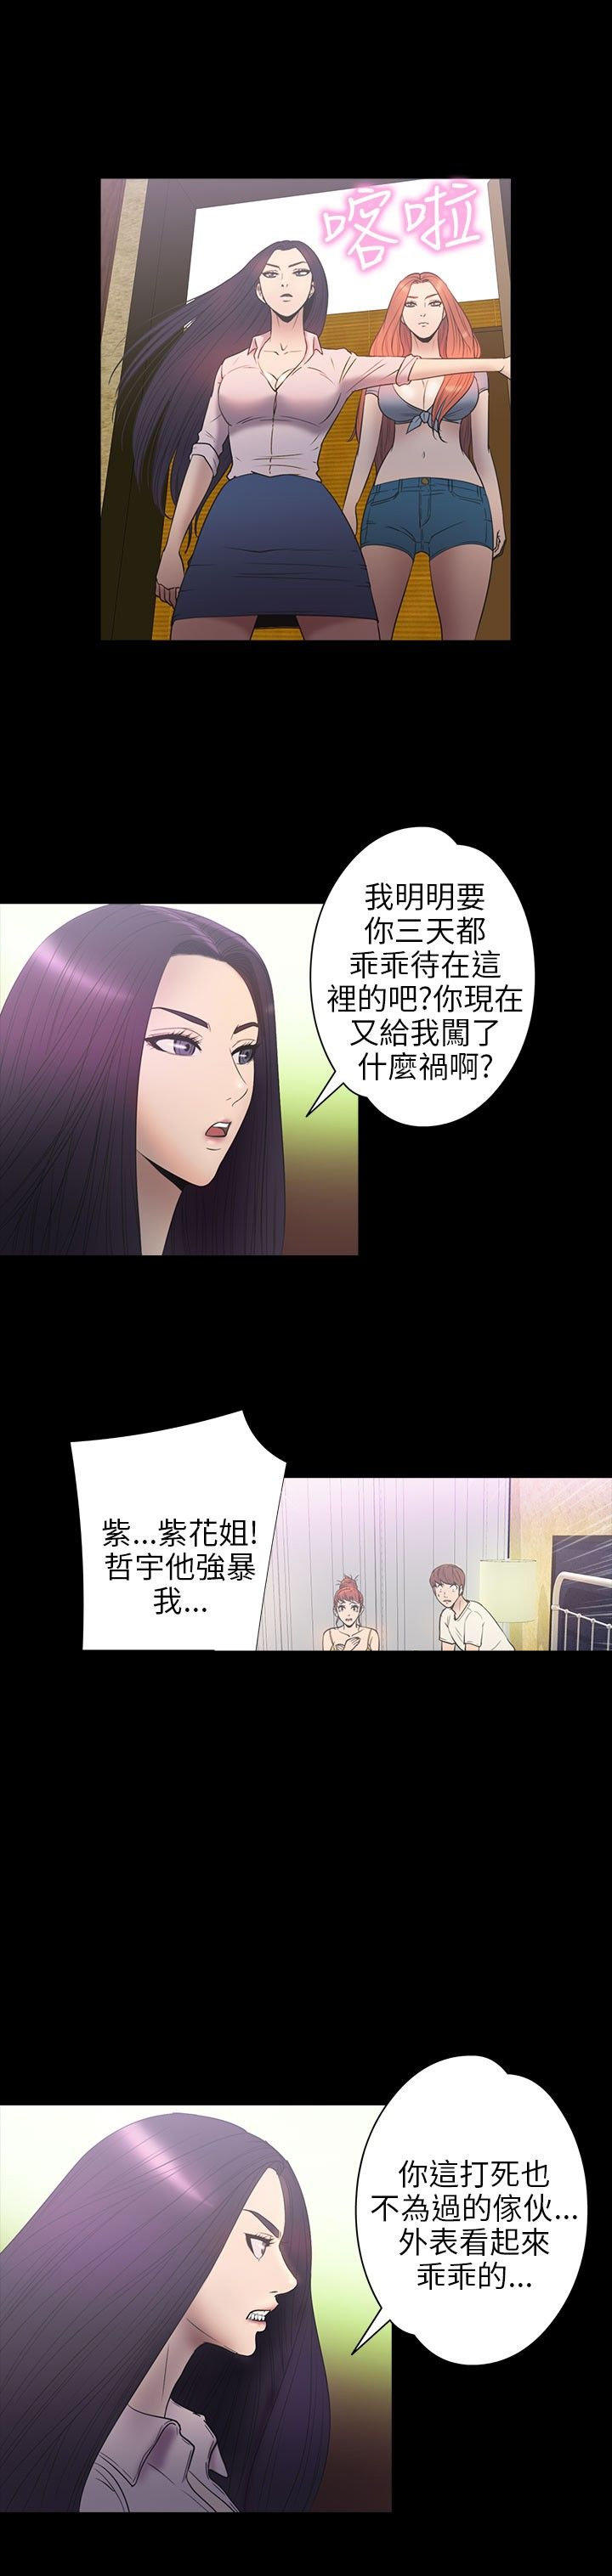 喀啦
我明明要
你三天都
乖乖待在這
裡的吧?你現在
又給我闖了
什麼禍啊?
紫...紫花姐!
哲宇他強暴
我...
你這打死也
不為過的傢伙...
外表看起來
乖乖的...